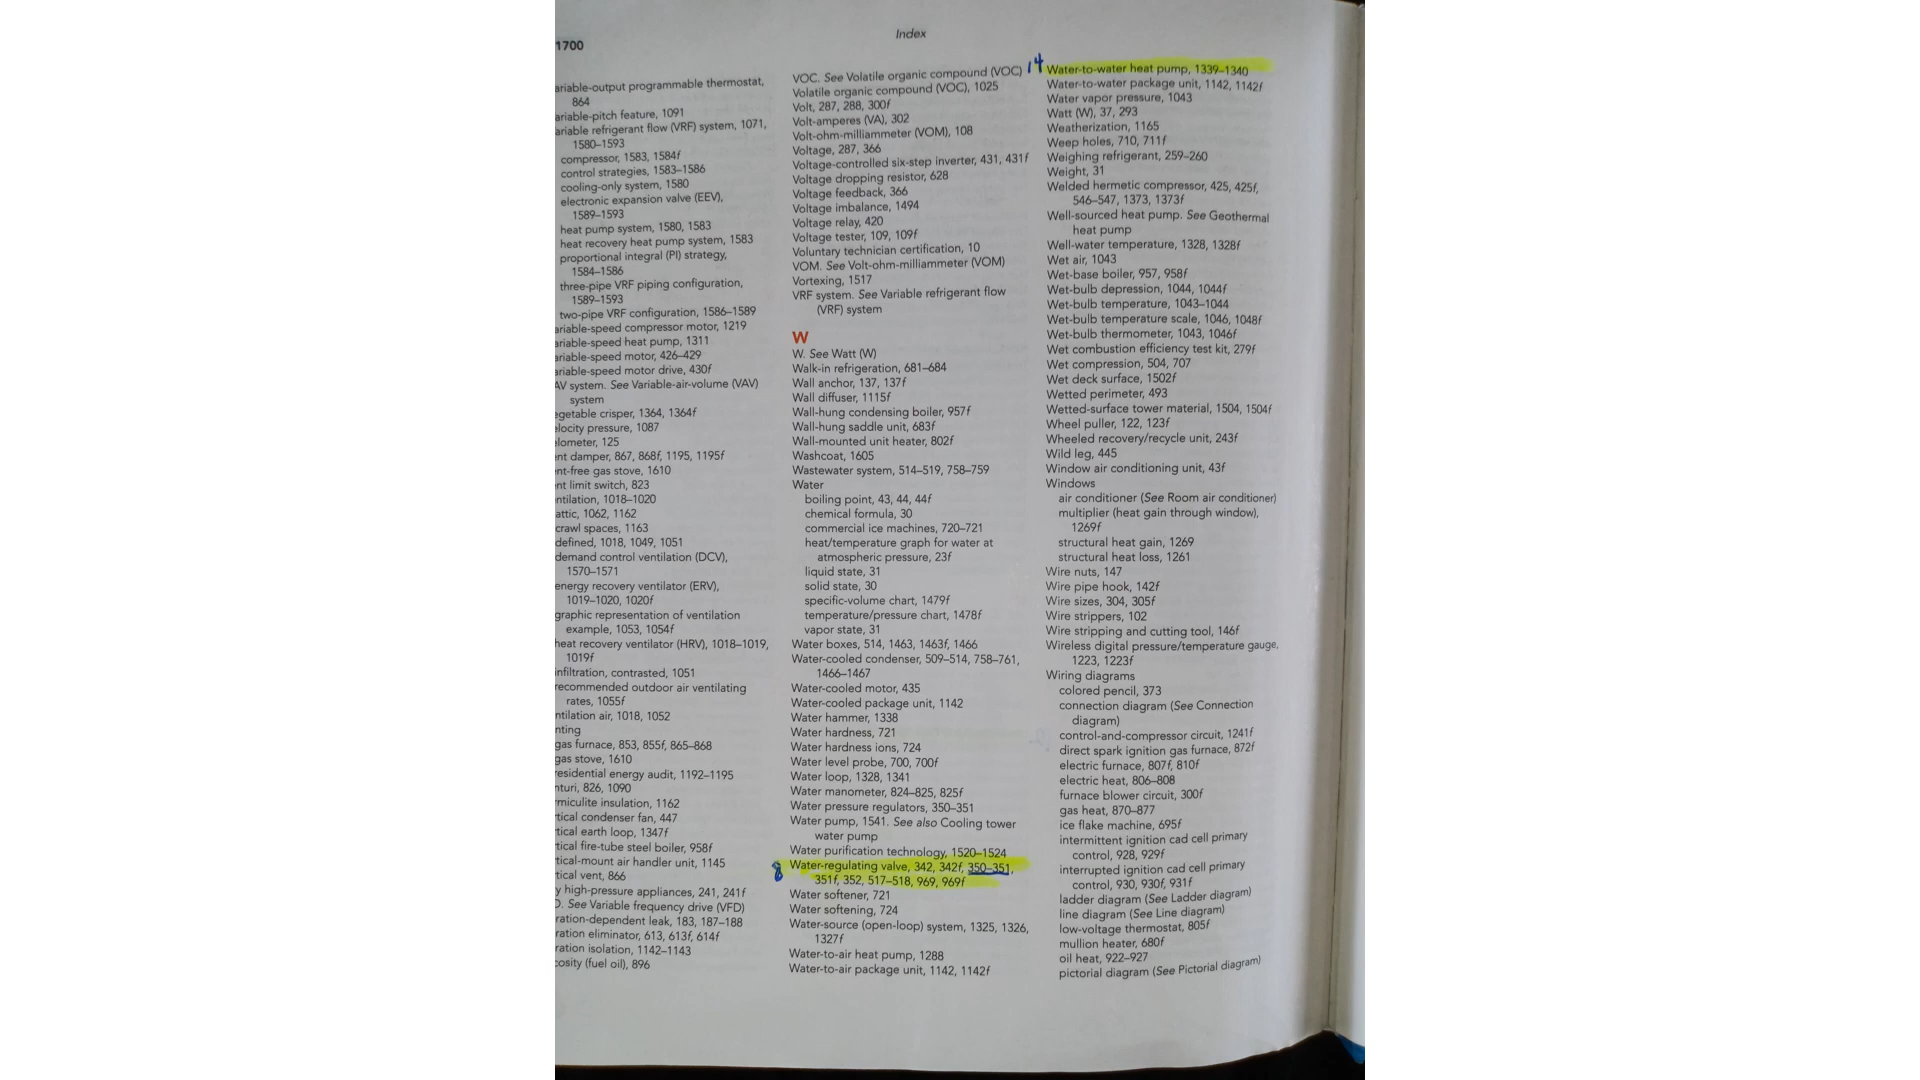 1700
Index
ariable-output programmable thermostat,
864
ariable-pitch feature, 1091
ariable refrigerant flow (VRF) system, 1071,
1580–1593
compressor, 1583, 1584f
control strategies, 1583–1586
cooling-only system, 1580
electronic expansion valve (EEV),
1589–1593
heat pump system, 1580, 1583
heat recovery heat pump system, 1583
proportional integral (PI) strategy,
1584–1586
three-pipe VRF piping configuration,
1589–1593
two-pipe VRF configuration, 1586–1589
ariable-speed compressor motor, 1219
ariable-speed heat pump, 1311
ariable-speed motor, 426–429
ariable-speed motor drive, 430f
AV system. See Variable-air-volume (VAV)
system
egetable crisper, 1364, 1364f
elocity pressure, 1087
elometer, 125
ent damper, 867, 868f, 1195, 1195f
nt-free gas stove, 1610
nt limit switch, 823
ntilation, 1018–1020
attic, 1062, 1162
crawl spaces, 1163
defined, 1018, 1049, 1051
demand control ventilation (DCV),
1570–1571
energy recovery ventilator (ERV),
1019–1020, 1020f
graphic representation of ventilation
example, 1053, 1054f
heat recovery ventilator (HRV), 1018–1019,
1019f
infiltration, contrasted, 1051
recommended outdoor air ventilating
rates, 1055f
ntilation air, 1018, 1052
nting
gas furnace, 853, 855f, 865–868
gas stove, 1610
residential energy audit, 1192–1195
nturi, 826, 1090
rmiculite insulation, 1162
rtical condenser fan, 447
rtical earth loop, 1347f
rtical fire-tube steel boiler, 958f
rtical-mount air handler unit, 1145
rtical vent, 866
y high-pressure appliances, 241, 241f
D. See Variable frequency drive (VFD)
ration-dependent leak, 183, 187–188
ration eliminator, 613, 613f, 614f
ration isolation, 1142–1143
cosity (fuel oil), 896
VOC. See Volatile organic compound (VOC)
Volatile organic compound (VOC), 1025
Volt, 287, 288, 300f
Volt-amperes (VA), 302
Volt-ohm-milliammeter (VOM), 108
Voltage, 287, 366
Voltage-controlled six-step inverter, 431, 431f
Voltage dropping resistor, 628
Voltage feedback, 366
Voltage imbalance, 1494
Voltage relay, 420
Voltage tester, 109, 109f
Voluntary technician certification, 10
VOM. See Volt-ohm-milliammeter (VOM)
Vortexing, 1517
VRF system. See Variable refrigerant flow
(VRF) system
W
W. See Watt (W)
Walk-in refrigeration, 681–684
Wall anchor, 137, 137f
Wall diffuser, 1115f
Wall-hung condensing boiler, 957f
Wall-hung saddle unit, 683f
Wall-mounted unit heater, 802f
Washcoat, 1605
Wastewater system, 514–519, 758–759
Water
boiling point, 43, 44, 44f
chemical formula, 30
commercial ice machines, 720–721
heat/temperature graph for water at
atmospheric pressure, 23f
liquid state, 31
solid state, 30
specific-volume chart, 1479f
temperature/pressure chart, 1478f
vapor state, 31
Water boxes, 514, 1463, 1463f, 1466
Water-cooled condenser, 509–514, 758–761,
1466–1467
Water-cooled motor, 435
Water-cooled package unit, 1142
Water hammer, 1338
Water hardness, 721
Water hardness ions, 724
Water level probe, 700, 700f
Water loop, 1328, 1341
Water manometer, 824–825, 825f
Water pressure regulators, 350–351
Water pump, 1541. See also Cooling tower
water pump
Water purification technology, 1520–1524
8 Water-regulating valve, 342, 342f, 350–351,
351f, 352, 517–518, 969, 969f
Water softener, 721
Water softening, 724
Water-source (open-loop) system, 1325, 1326,
1327f
Water-to-air heat pump, 1288
Water-to-air package unit, 1142, 1142f
14 Water-to-water heat pump, 1339–1340
Water-to-water package unit, 1142, 1142f
Water vapor pressure, 1043
Watt (W), 37, 293
Weatherization, 1165
Weep holes, 710, 711f
Weighing refrigerant, 259–260
Weight, 31
Welded hermetic compressor, 425, 425f,
546–547, 1373, 1373f
Well-sourced heat pump. See Geothermal
heat pump
Well-water temperature, 1328, 1328f
Wet air, 1043
Wet-base boiler, 957, 958f
Wet-bulb depression, 1044, 1044f
Wet-bulb temperature, 1043–1044
Wet-bulb temperature scale, 1046, 1048f
Wet-bulb thermometer, 1043, 1046f
Wet combustion efficiency test kit, 279f
Wet compression, 504, 707
Wet deck surface, 1502f
Wetted perimeter, 493
Wetted-surface tower material, 1504, 1504f
Wheel puller, 122, 123f
Wheeled recovery/recycle unit, 243f
Wild leg, 445
Window air conditioning unit, 43f
Windows
air conditioner (See Room air conditioner)
multiplier (heat gain through window),
1269f
structural heat gain, 1269
structural heat loss, 1261
Wire nuts, 147
Wire pipe hook, 142f
Wire sizes, 304, 305f
Wire strippers, 102
Wire stripping and cutting tool, 146f
Wireless digital pressure/temperature gauge,
1223, 1223f
Wiring diagrams
colored pencil, 373
connection diagram (See Connection
diagram)
control-and-compressor circuit, 1241f
direct spark ignition gas furnace, 872f
electric furnace, 807f, 810f
electric heat, 806–808
furnace blower circuit, 300f
gas heat, 870–877
ice flake machine, 695f
intermittent ignition cad cell primary
control, 928, 929f
interrupted ignition cad cell primary
control, 930, 930f, 931f
ladder diagram (See Ladder diagram)
line diagram (See Line diagram)
low-voltage thermostat, 805f
mullion heater, 680f
oil heat, 922–927
pictorial diagram (See Pictorial diagram)